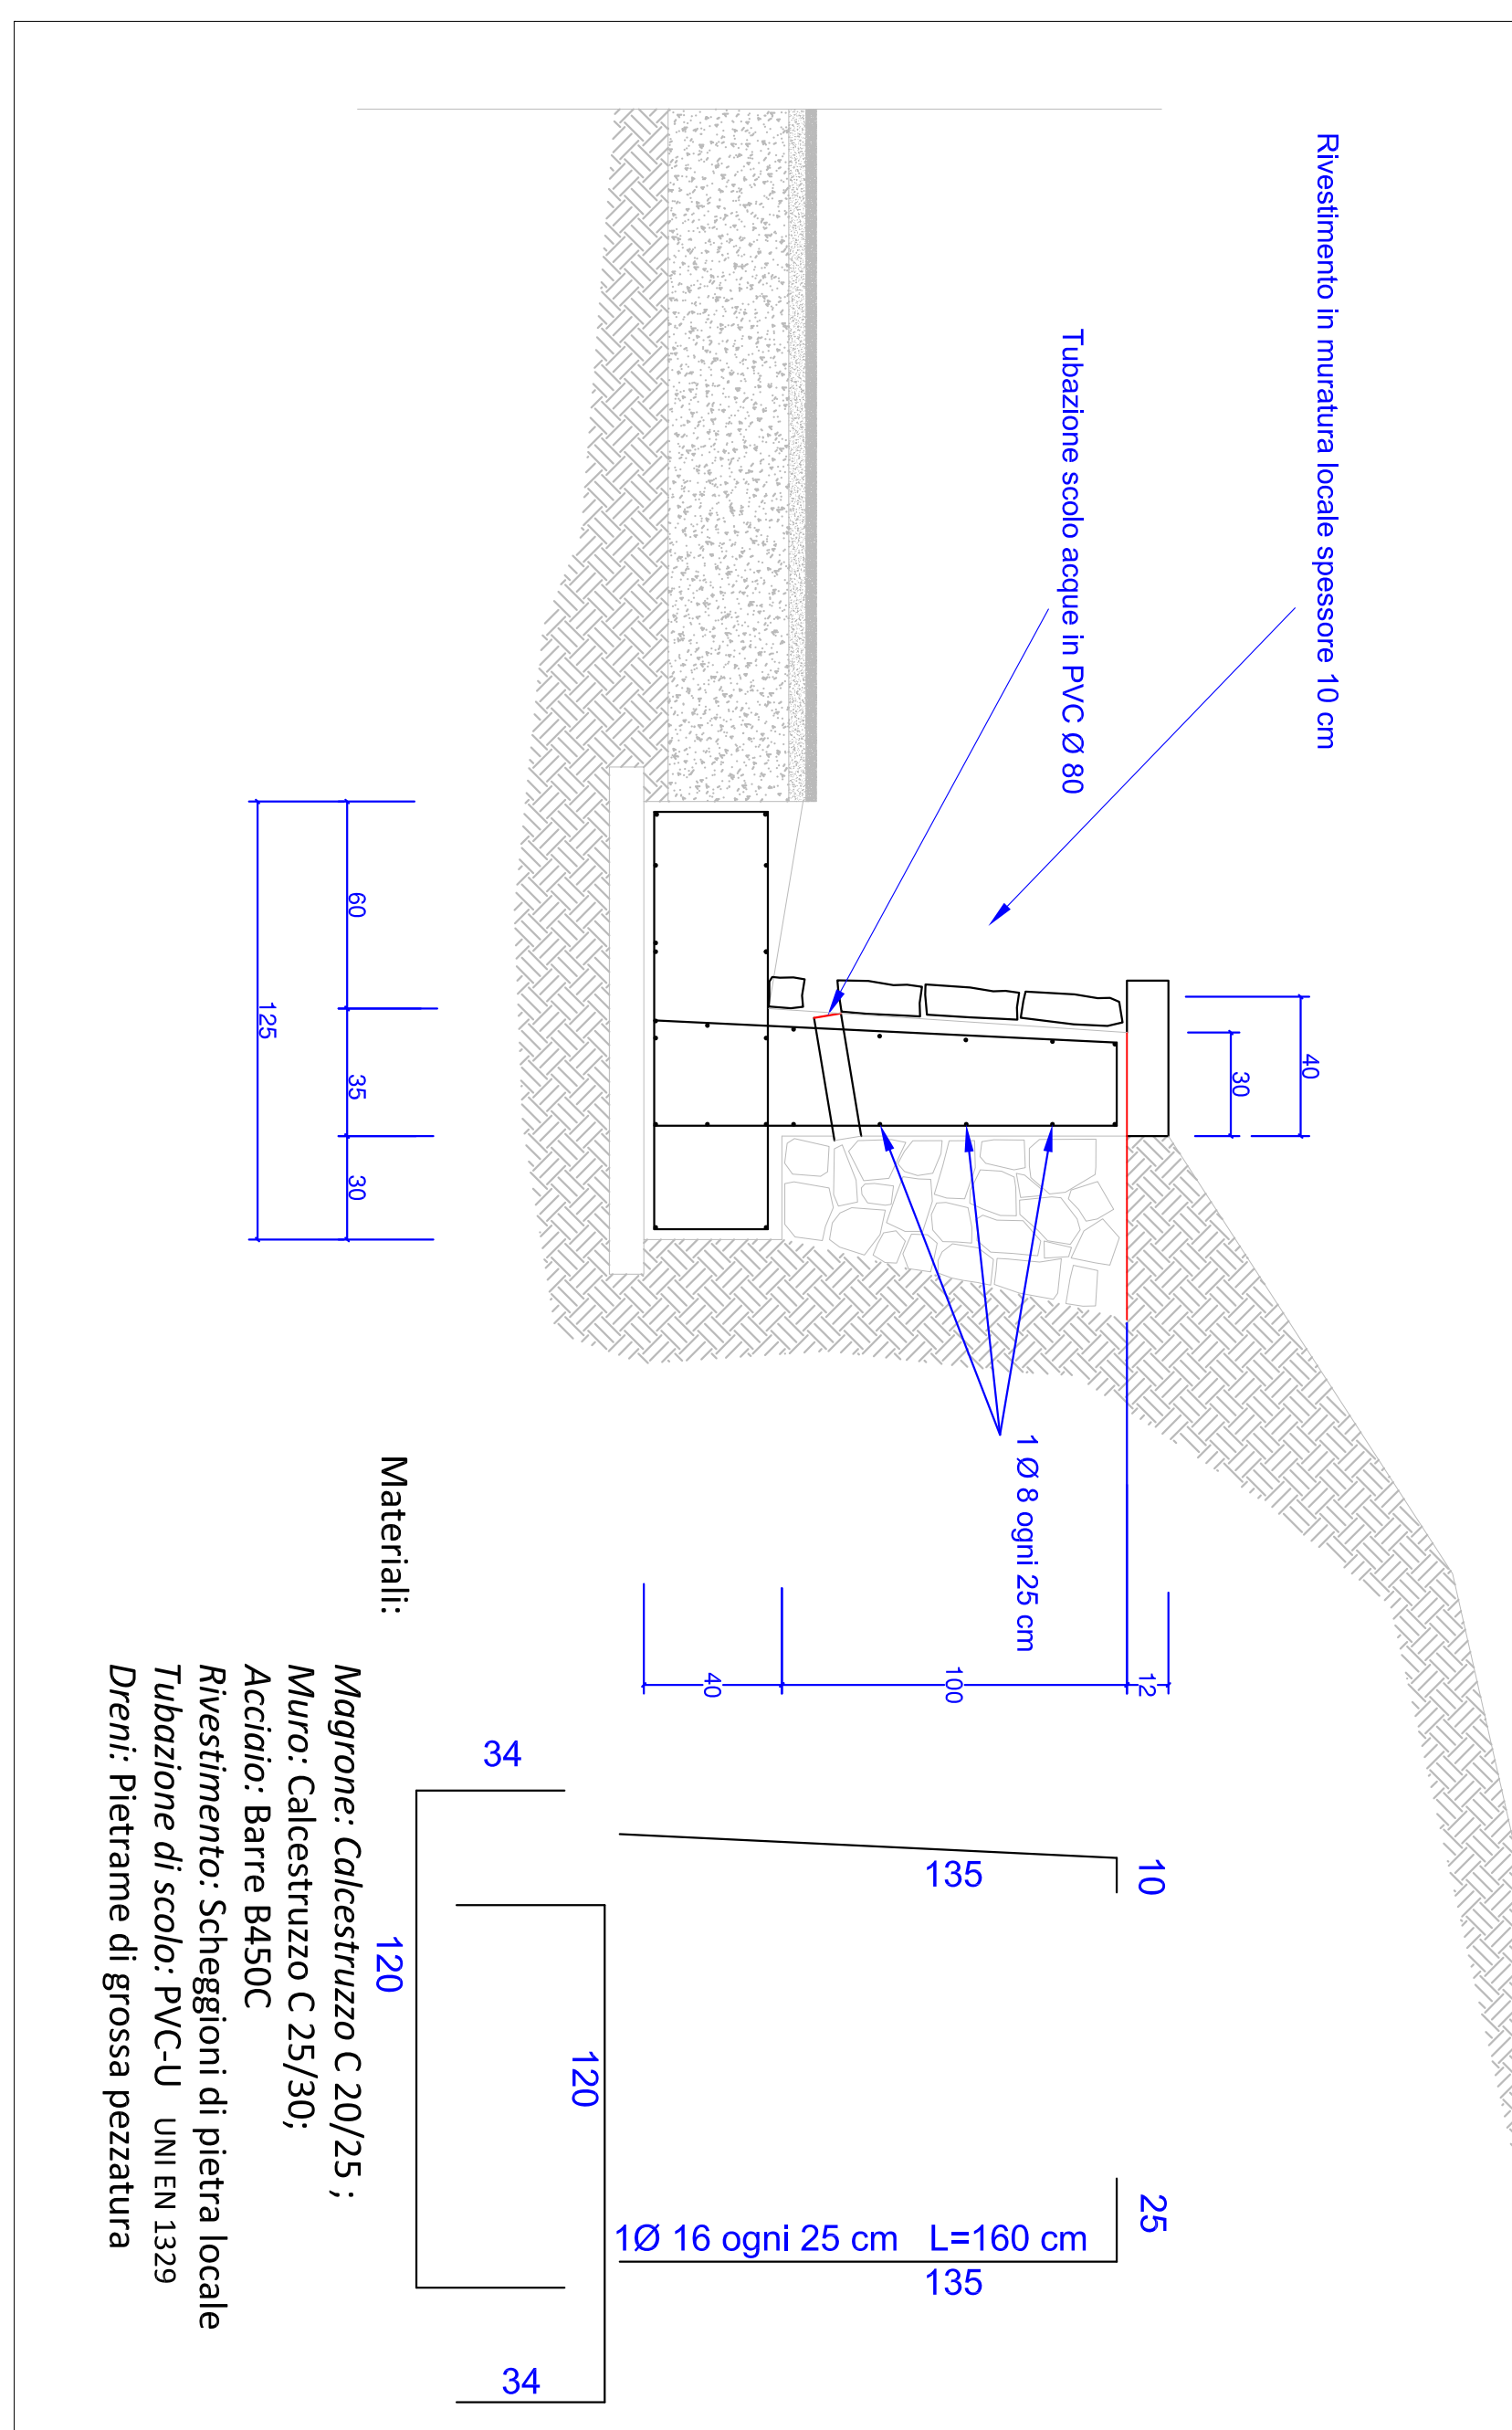 Rivestimento in muratura locale spessore 10 cm
Tubazione scolo acque in PVC Ø 80
40
30
1 Ø 8 ogni 25 cm
12
100
40
60
35
30
125
10
135
25
1Ø 16 ogni 25 cm L=160 cm
135
120
34
34
120
Materiali:
Magrone: Calcestruzzo C 20/25 ;
Muro: Calcestruzzo C 25/30;
Acciaio: Barre B450C
Rivestimento: Scheggioni di pietra locale
Tubazione di scolo: PVC-U UNI EN 1329
Dreni: Pietrame di grossa pezzatura